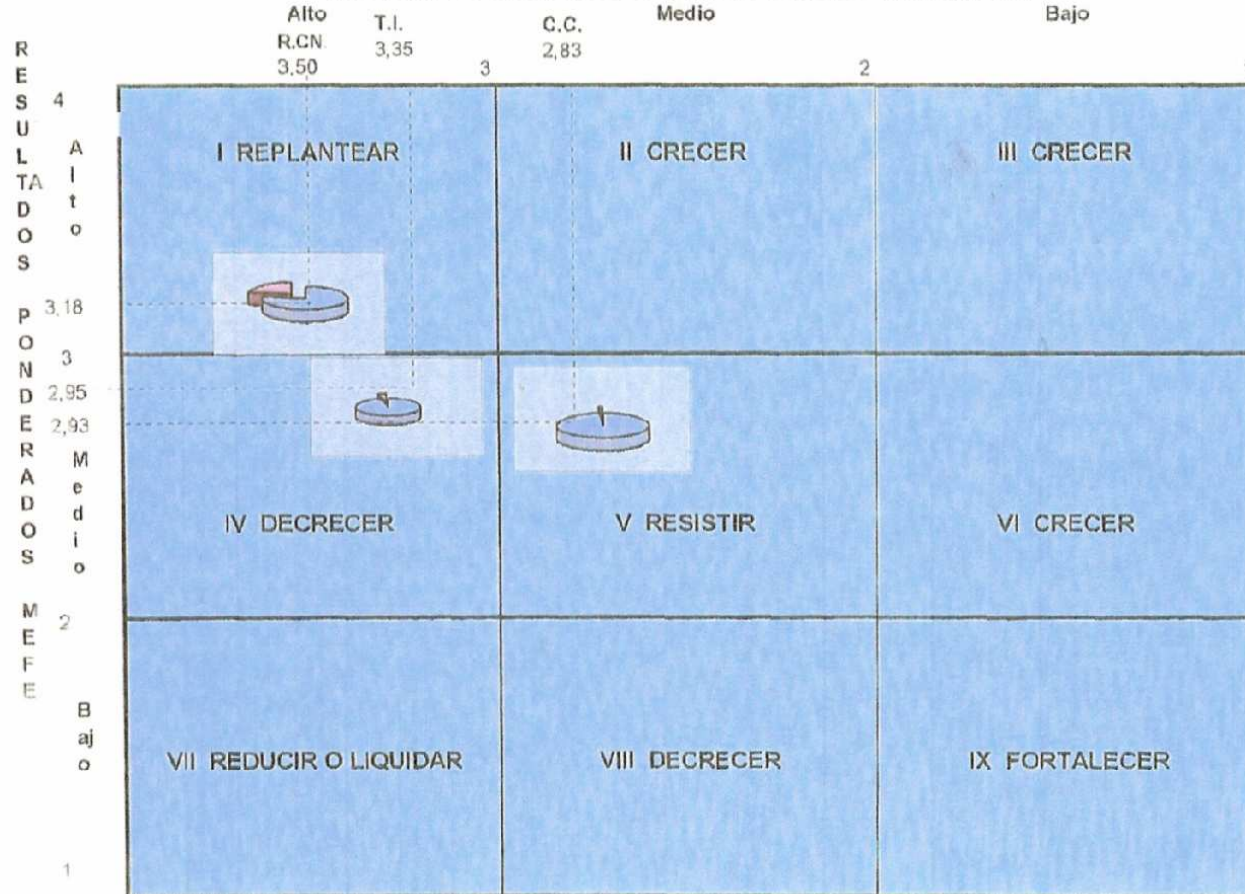 Alto
T.I.
C.C.
Medio
Bajo
R.CN.
3,35
2,83
3,50
3
2
RESULTADOS PONDERADOS MEFE
4
Alto
I REPLANTEAR
II CRECER
III CRECER
3,18
3
2,95
2,93
Medio
IV DECRECER
V RESISTIR
VI CRECER
2
Bajo
VII REDUCIR O LIQUIDAR
VIII DECRECER
IX FORTALECER
1